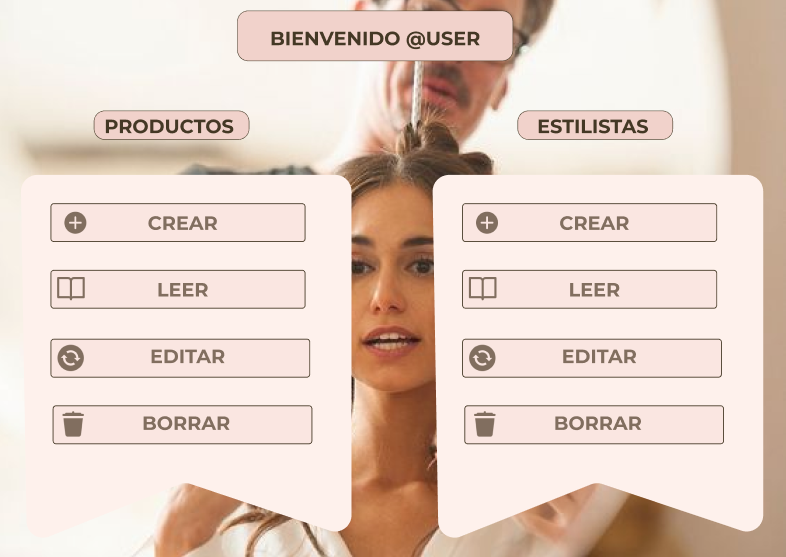 BIENVENIDO @USER
PRODUCTOS
CREAR
LEER
EDITAR
BORRAR
ESTILISTAS
CREAR
LEER
EDITAR
BORRAR